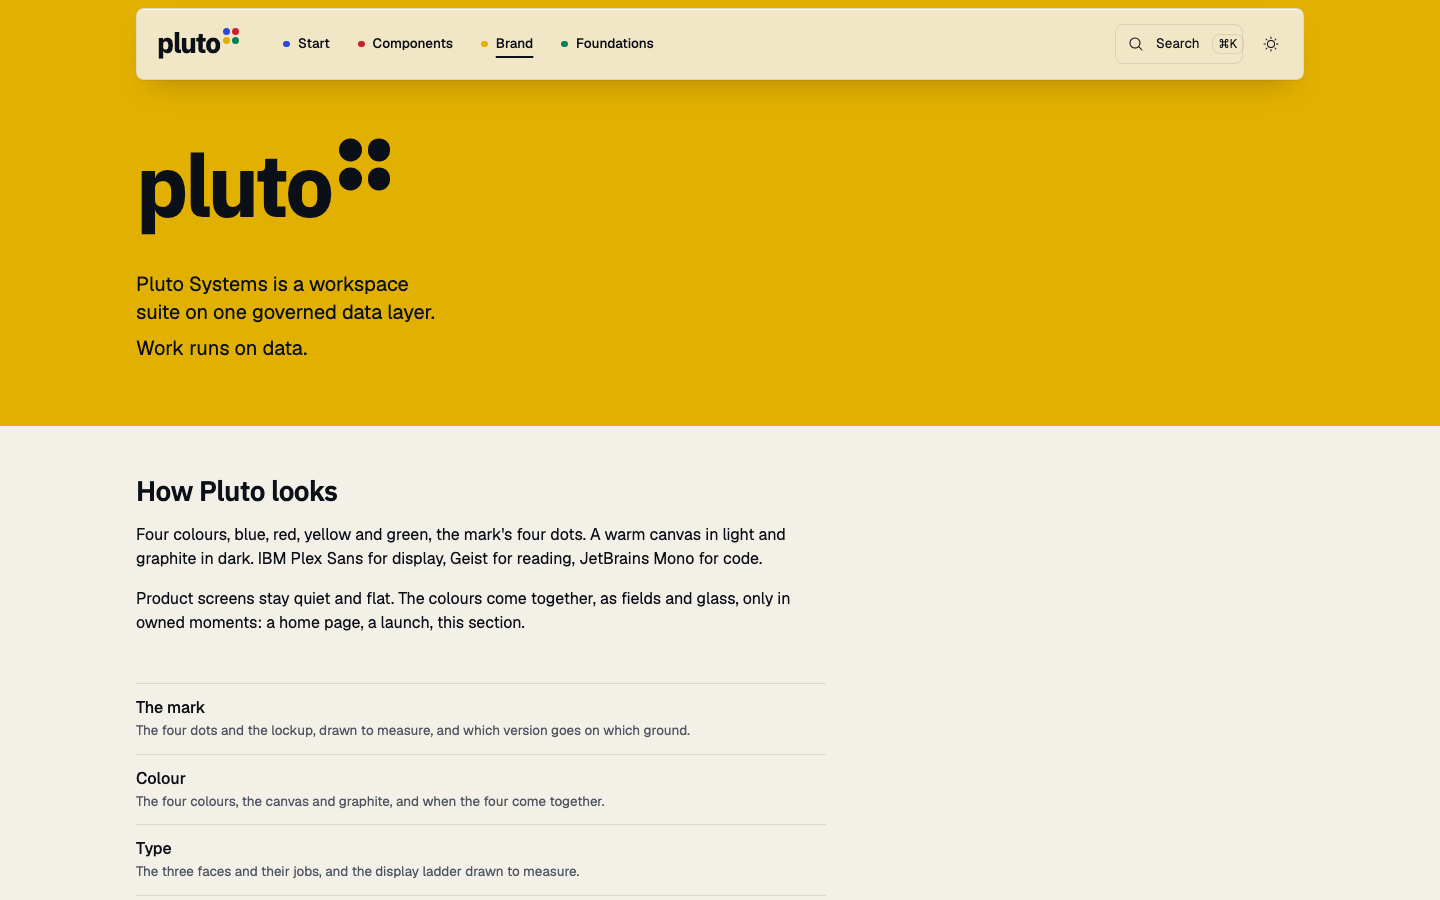 pluto
Start
Components
Brand
Foundations
Search
⌘K
pluto
Pluto Systems is a workspace
suite on one governed data layer.
Work runs on data.
How Pluto looks
Four colours, blue, red, yellow and green, the mark's four dots. A warm canvas in light and
graphite in dark. IBM Plex Sans for display, Geist for reading, JetBrains Mono for code.
Product screens stay quiet and flat. The colours come together, as fields and glass, only in
owned moments: a home page, a launch, this section.
The mark
The four dots and the lockup, drawn to measure, and which version goes on which ground.
Colour
The four colours, the canvas and graphite, and when the four come together.
Type
The three faces and their jobs, and the display ladder drawn to measure.